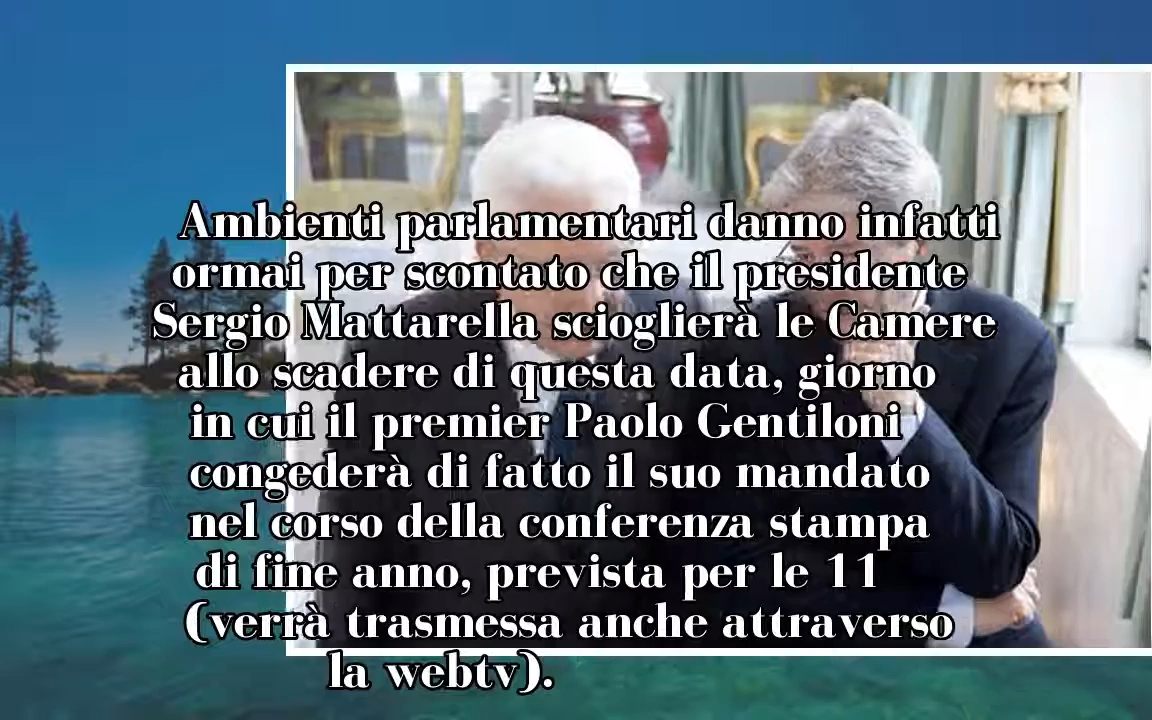 Ambienti parlamentari danno infatti
ormai per scontato che il presidente
Sergio Mattarella scioglierà le Camere
allo scadere di questa data, giorno
in cui il premier Paolo Gentiloni
congederà di fatto il suo mandato
nel corso della conferenza stampa
di fine anno, prevista per le 11
(verrà trasmessa anche attraverso
la webtv).